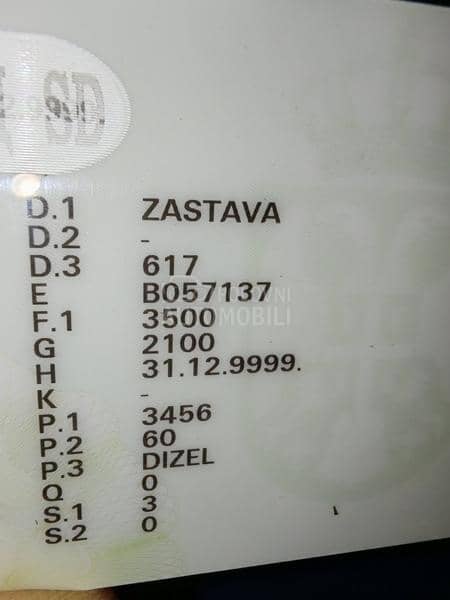 SD
D.1 ZASTAVA
D.2 -
D.3 617
E B057137
F.1 3500
G 2100
H 31.12.9999.
K -
P.1 3456
P.2 60
P.3 DIZEL
Q 0
S.1 3
S.2 0